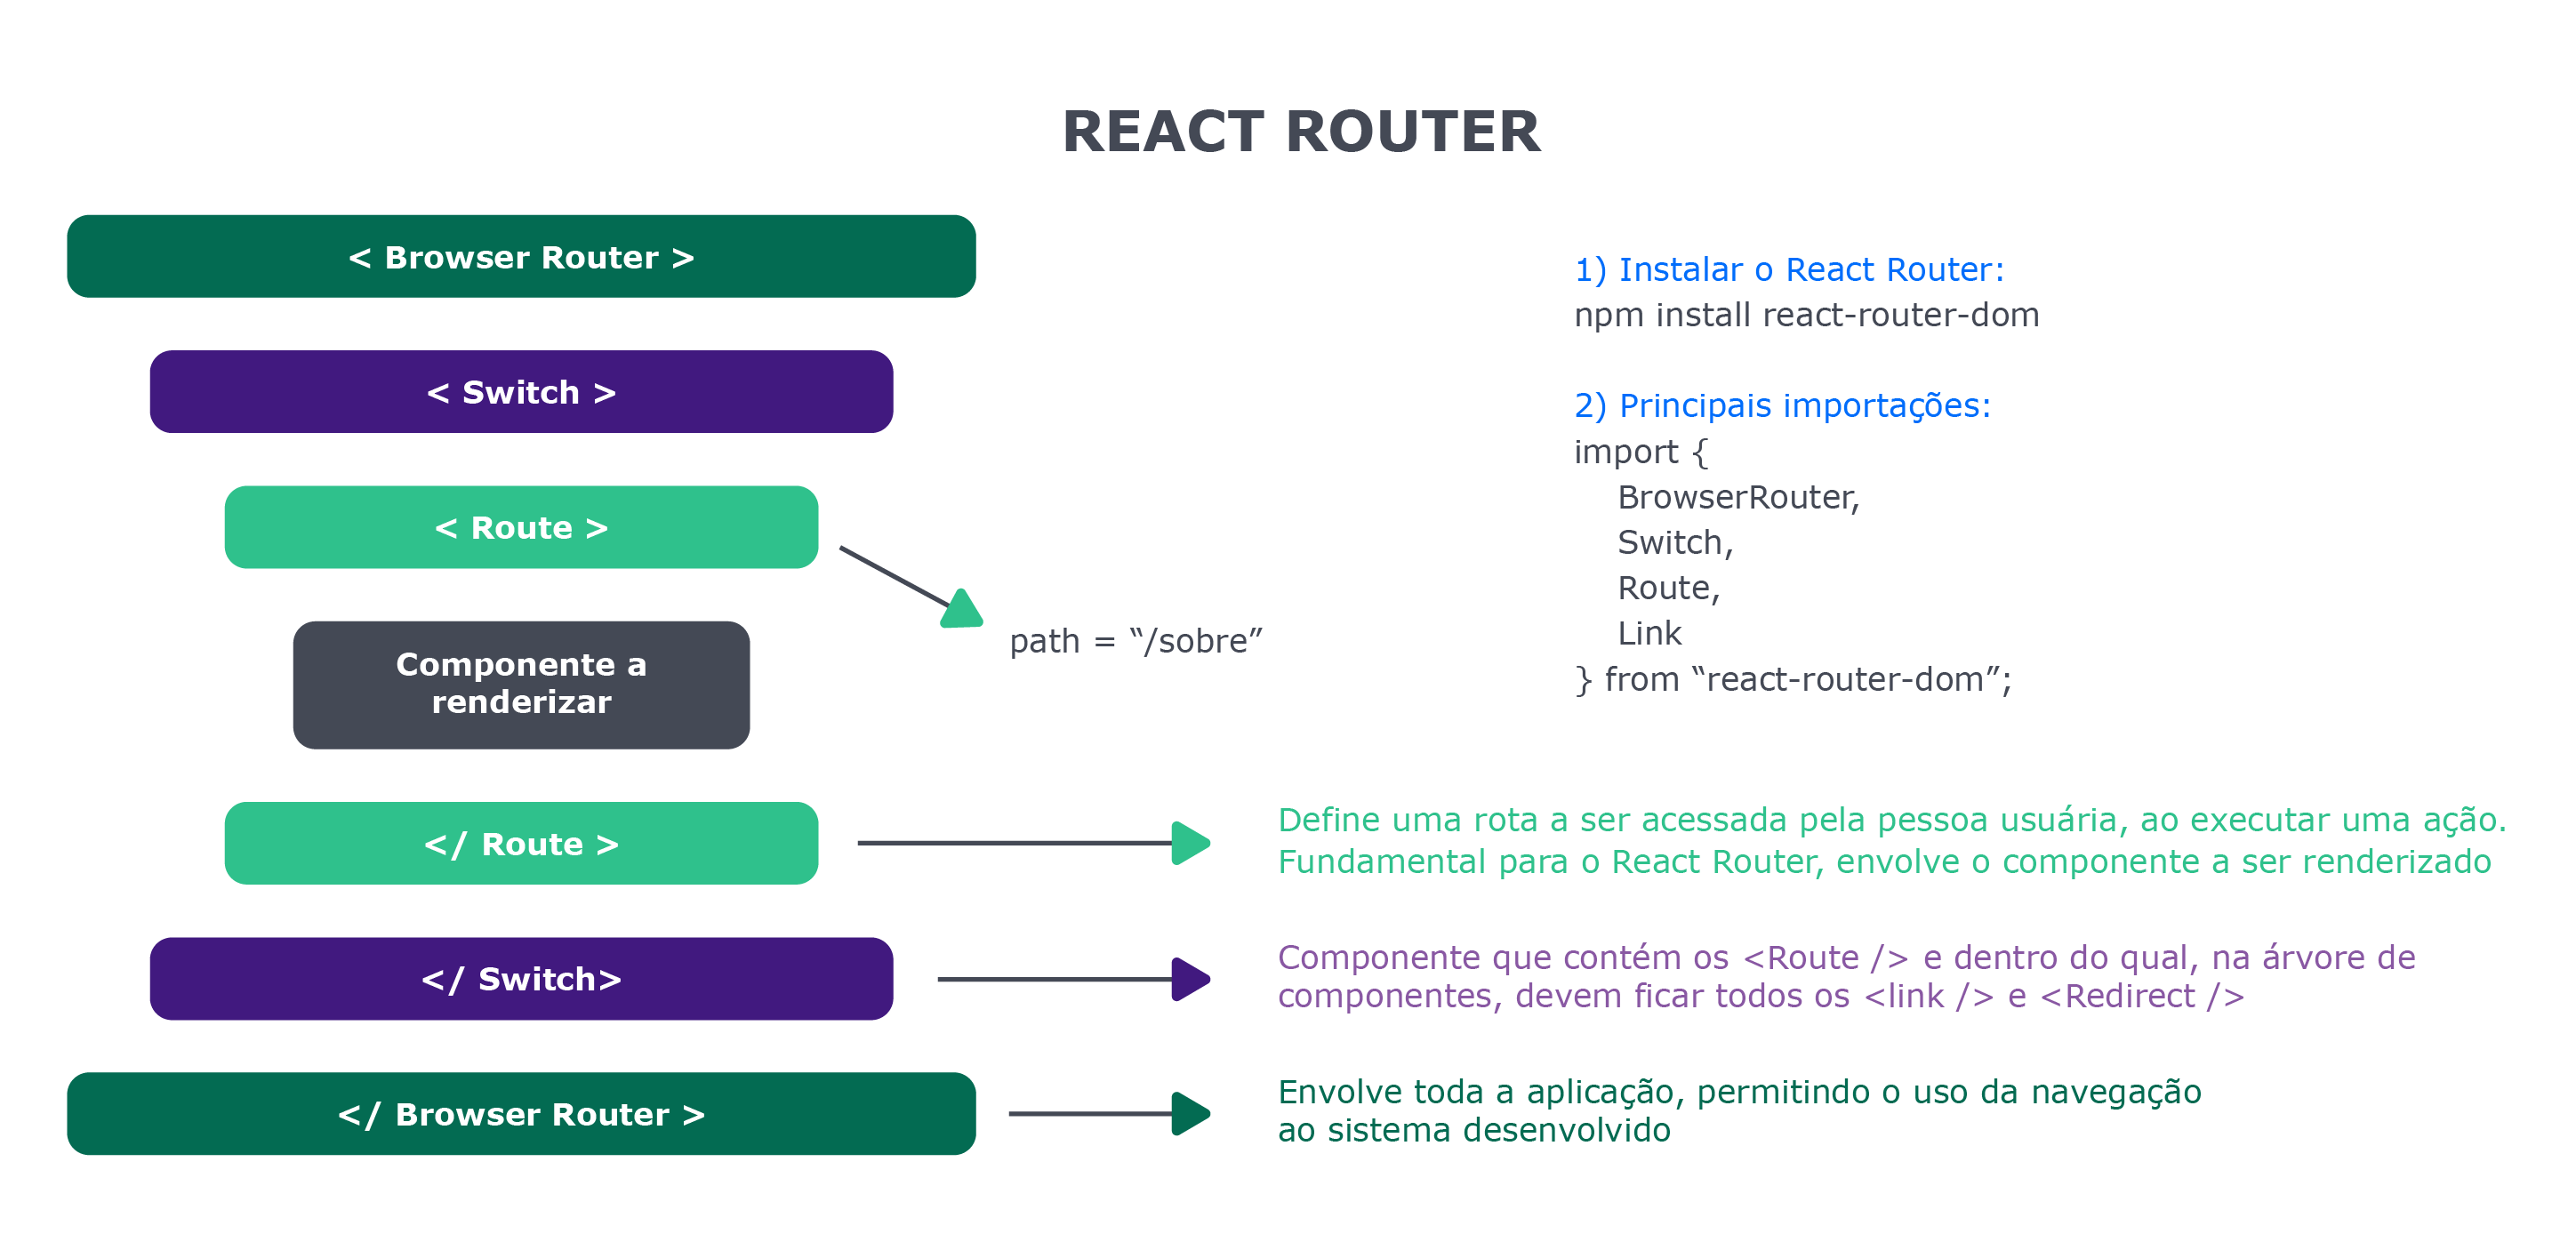 REACT ROUTER
< Browser Router >
< Switch >
< Route >
path = “/sobre”
Componente a
renderizar
</ Route >
</ Switch>
</ Browser Router >
1) Instalar o React Router:
npm install react-router-dom
2) Principais importações:
import {
BrowserRouter,
Switch,
Route,
Link
} from “react-router-dom”;
Define uma rota a ser acessada pela pessoa usuária, ao executar uma ação.
Fundamental para o React Router, envolve o componente a ser renderizado
Componente que contém os <Route /> e dentro do qual, na árvore de
componentes, devem ficar todos os <link /> e <Redirect />
Envolve toda a aplicação, permitindo o uso da navegação
ao sistema desenvolvido